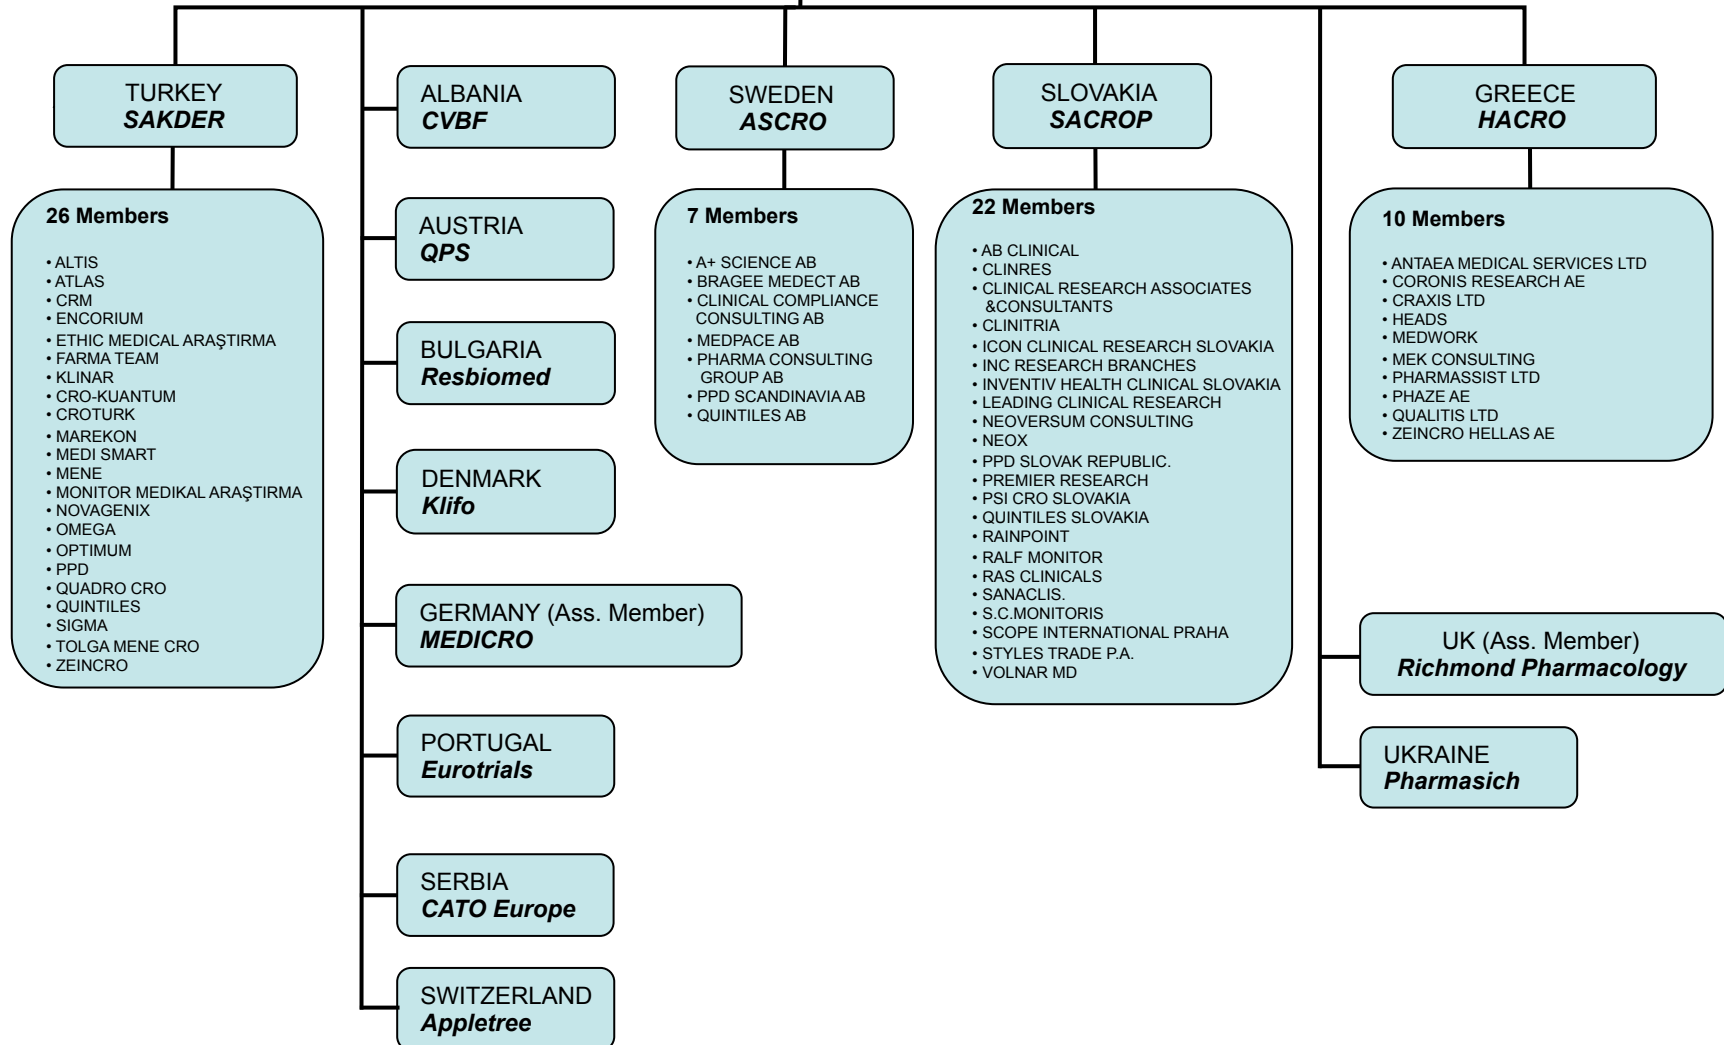 TURKEY
SAKDER
26 Members
• ALTIS
• ATLAS
• CRM
• ENCORIUM
• ETHIC MEDICAL ARAŞTIRMA
• FARMA TEAM
• KLINAR
• CRO-KUANTUM
• CROTURK
• MAREKON
• MEDI SMART
• MENE
• MONITOR MEDIKAL ARAŞTIRMA
• NOVAGENIX
• OMEGA
• OPTIMUM
• PPD
• QUADRO CRO
• QUINTILES
• SIGMA
• TOLGA MENE CRO
• ZEINCRO
ALBANIA
CVBF
AUSTRIA
QPS
BULGARIA
Resbiomed
DENMARK
Klifo
GERMANY (Ass. Member)
MEDICRO
PORTUGAL
Eurotrials
SERBIA
CATO Europe
SWITZERLAND
Appletree
SWEDEN
ASCRO
7 Members
• A+ SCIENCE AB
• BRAGEE MEDECT AB
• CLINICAL COMPLIANCE
CONSULTING AB
• MEDPACE AB
• PHARMA CONSULTING
GROUP AB
• PPD SCANDINAVIA AB
• QUINTILES AB
SLOVAKIA
SACROP
22 Members
• AB CLINICAL
• CLINRES
• CLINICAL RESEARCH ASSOCIATES
&CONSULTANTS
• CLINITRIA
• ICON CLINICAL RESEARCH SLOVAKIA
• INC RESEARCH BRANCHES
• INVENTIV HEALTH CLINICAL SLOVAKIA
• LEADING CLINICAL RESEARCH
• NEOVERSUM CONSULTING
• NEOX
• PPD SLOVAK REPUBLIC.
• PREMIER RESEARCH
• PSI CRO SLOVAKIA
• QUINTILES SLOVAKIA
• RAINPOINT
• RALF MONITOR
• RAS CLINICALS
• SANACLIS.
• S.C.MONITORIS
• SCOPE INTERNATIONAL PRAHA
• STYLES TRADE P.A.
• VOLNAR MD
GREECE
HACRO
10 Members
• ANTAEA MEDICAL SERVICES LTD
• CORONIS RESEARCH AE
• CRAXIS LTD
• HEADS
• MEDWORK
• MEK CONSULTING
• PHARMASSIST LTD
• PHAZE AE
• QUALITIS LTD
• ZEINCRO HELLAS AE
UK (Ass. Member)
Richmond Pharmacology
UKRAINE
Pharmasich